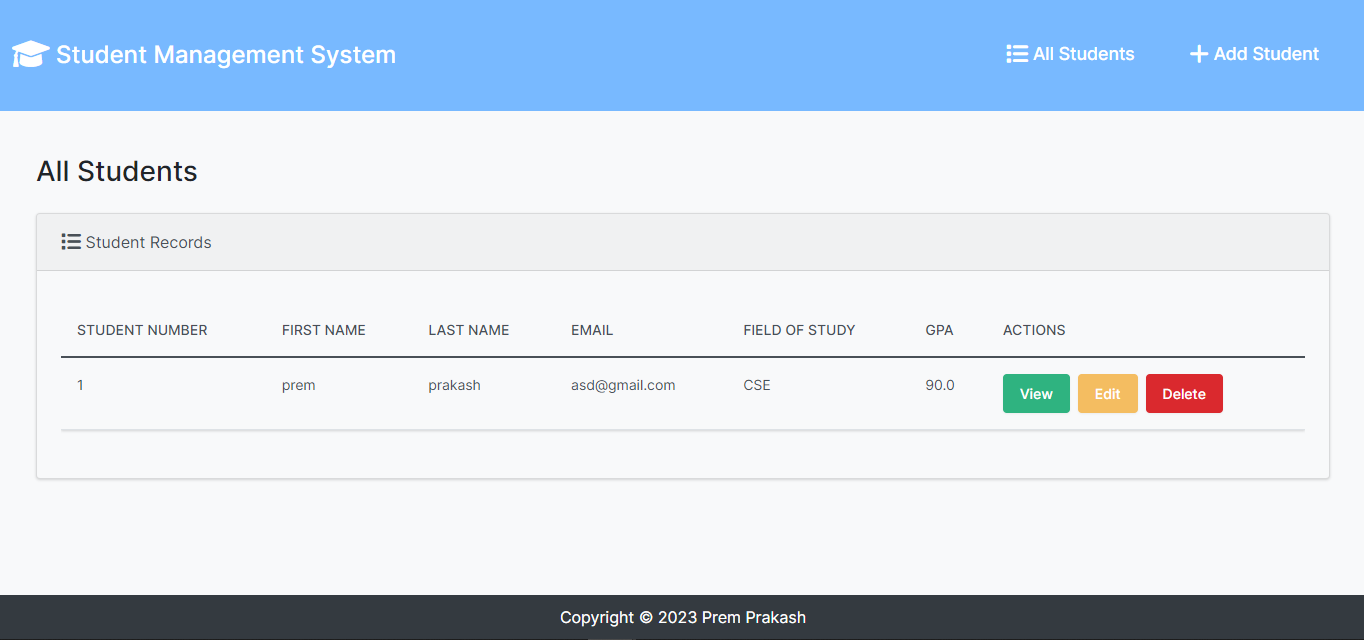 Student Management System All Students Add Student
All Students
Student Records
STUDENT NUMBER FIRST NAME LAST NAME EMAIL FIELD OF STUDY GPA ACTIONS
1 prem prakash asd@gmail.com CSE 90.0 View Edit Delete
Copyright © 2023 Prem Prakash